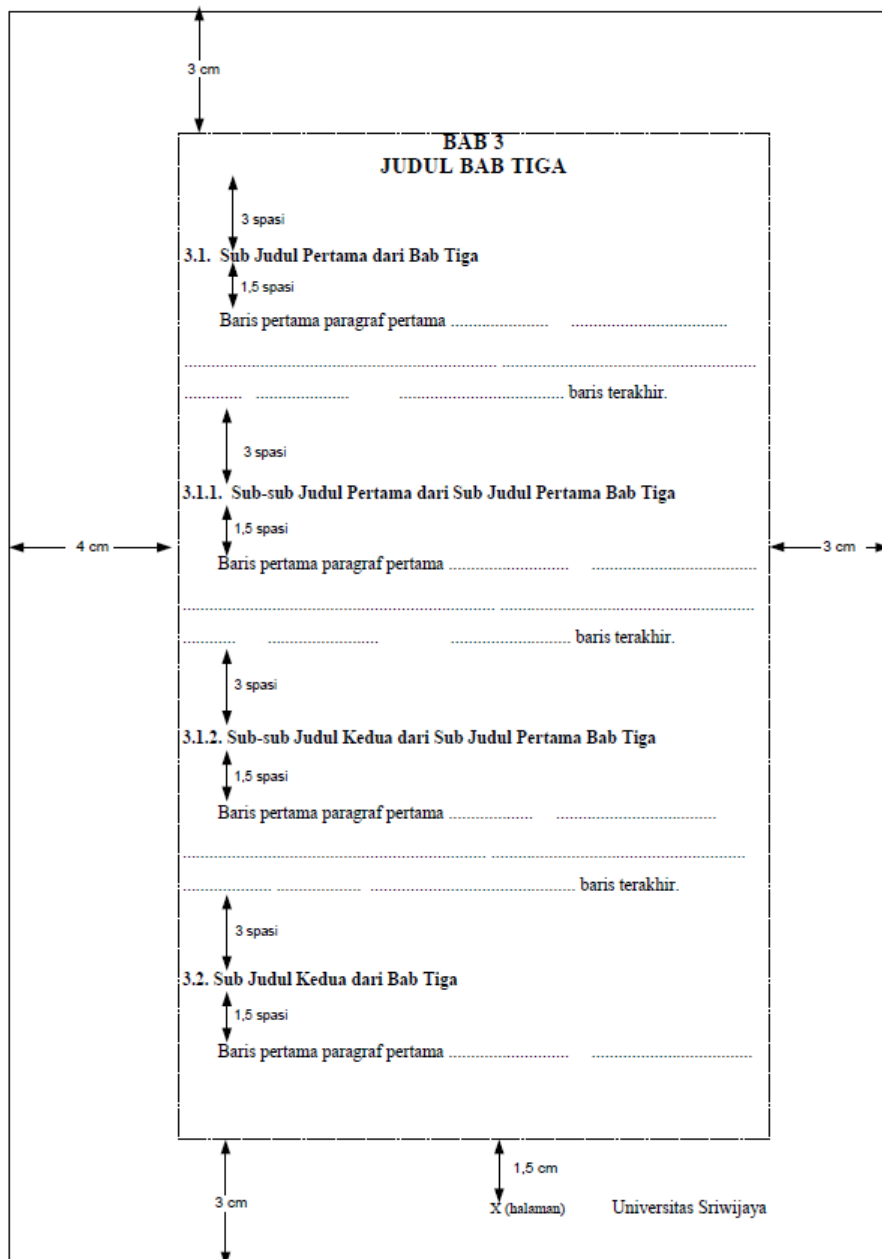 3 cm
BAB 3
JUDUL BAB TIGA
3 spasi
3.1. Sub Judul Pertama dari Bab Tiga
1,5 spasi
Baris pertama paragraf pertama ......................... ........................................
................................................................................ .................................................................
............... ........................ .......................................... baris terakhir.
3 spasi
3.1.1. Sub-sub Judul Pertama dari Sub Judul Pertama Bab Tiga
1,5 spasi
4 cm
3 cm
Baris pertama paragraf pertama ............................... ..........................................
................................................................................ .................................................................
.............. ............................ ............................... baris terakhir.
3 spasi
3.1.2. Sub-sub Judul Kedua dari Sub Judul Pertama Bab Tiga
1,5 spasi
Baris pertama paragraf pertama ...................... .........................................
.............................................................................. ..................................................................
....................... ...................... ..................................................... baris terakhir.
3 spasi
3.2. Sub Judul Kedua dari Bab Tiga
1,5 spasi
Baris pertama paragraf pertama ............................... .........................................
1,5 cm
3 cm
X (halaman) Universitas Sriwijaya